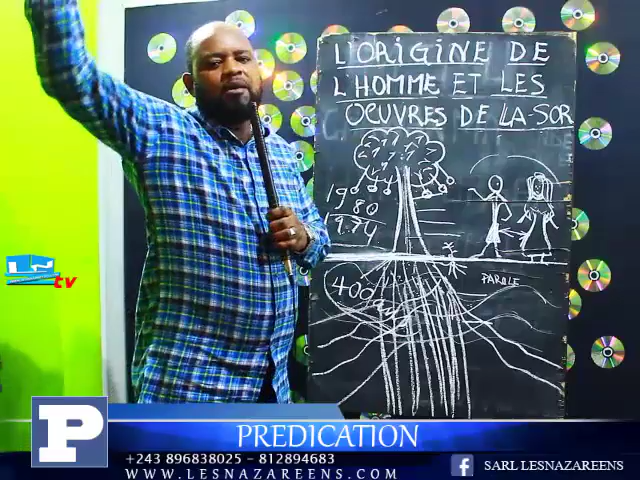 L'ORIGINE DE
L'HOMME ET LES
OEUVRES DE LA SOR
1980
1974
400
PAROLE
tv
P
PREDICATION
+243 896838025 - 812894683
WWW.LESNAZAREENS.COM
f SARL LESNAZAREENS